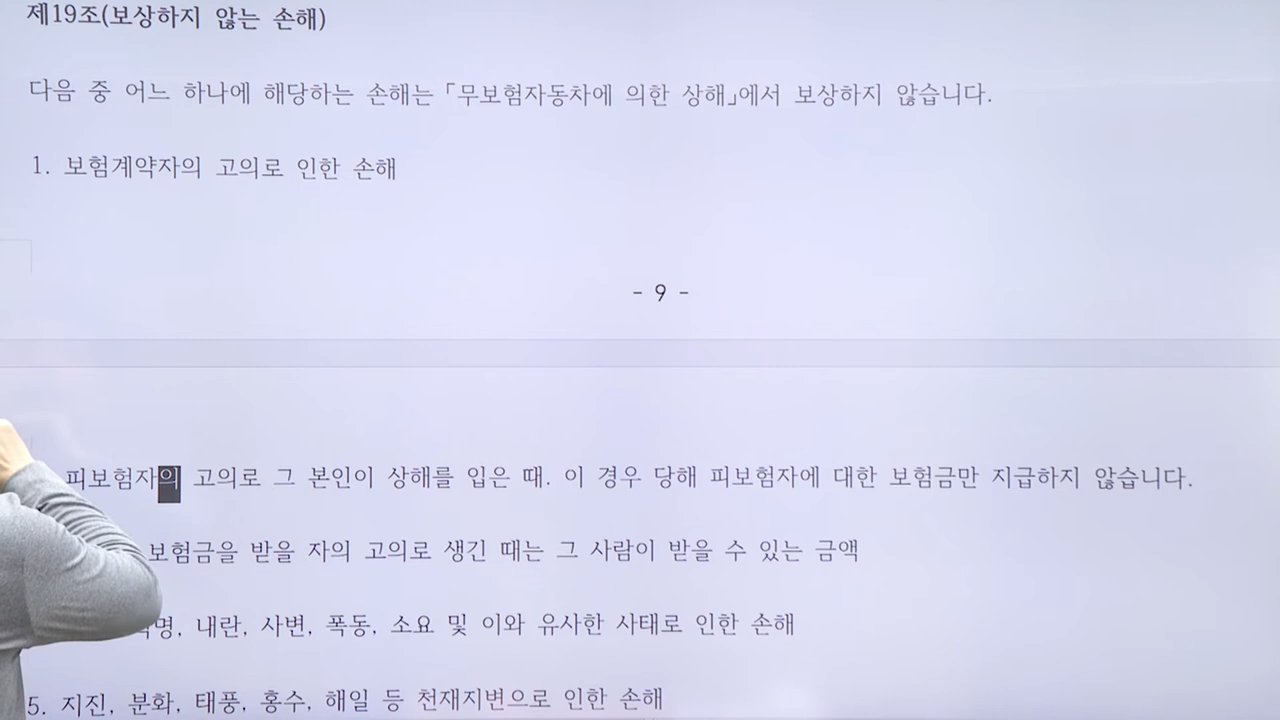 제19조(보상하지 않는 손해)
다음 중 어느 하나에 해당하는 손해는 「무보험자동차에 의한 상해」에서 보상하지 않습니다.
1. 보험계약자의 고의로 인한 손해
- 9 -
피보험자의 고의로 그 본인이 상해를 입은 때. 이 경우 당해 피보험자에 대한 보험금만 지급하지 않습니다.
보험금을 받을 자의 고의로 생긴 때는 그 사람이 받을 수 있는 금액
내란, 사변, 폭동, 소요 및 이와 유사한 사태로 인한 손해
5. 지진, 분화, 태풍, 홍수, 해일 등 천재지변으로 인한 손해